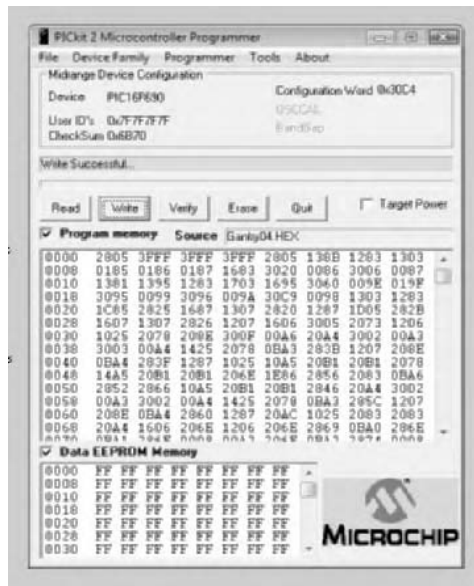 PICkit 2 Microcontroller Programmer
File Device Family Programmer Tools About
Midrange Device Configuration
Device PIC16F690
Configuration Word 0x30C4
OSCCAL
User ID's 0x7F7F7F7F
BandGap
CheckSum 0x6B70
Write Successful...
Read Write Verify Erase Quit Target Power
Program memory Source Gantry04.HEX
0000 2805 3FFF 3FFF 3FFF 2805 138B 1283 1303
0008 0185 0186 0187 1683 3020 0086 3006 0087
0010 1381 1395 1283 1703 1695 3060 009E 019F
0018 3095 0099 3096 009A 30C9 0098 1303 1283
0020 1C85 2825 1687 1307 2820 1287 1D05 282B
0028 1607 1307 2826 1207 1606 3005 2073 1206
0030 1025 2078 208E 300F 00A6 20A4 3002 00A3
0038 3003 00A4 1425 2078 0BA3 283B 1207 208E
0040 0BA4 283F 1287 1025 10A5 20B1 20B1 2078
0048 14A5 20B1 20B1 206E 1E86 2856 2083 0BA6
0050 2852 2866 10A5 20B1 20B1 2846 20A4 3002
0058 00A3 3002 00A4 1425 2078 0BA3 285C 1207
0060 208E 0BA4 2860 1287 20AC 1025 2083 2083
0068 20A4 1606 206E 1206 206E 2869 0BA0 286E
0070
Data EEPROM Memory
0000 FF FF FF FF FF FF FF FF
0008 FF FF FF FF FF FF FF FF
0010 FF FF FF FF FF FF FF FF
0018 FF FF FF FF FF FF FF FF
0020 FF FF FF FF FF FF FF FF
0028 FF FF FF FF FF FF FF FF
0030 FF FF FF FF FF FF FF FF
MICROCHIP